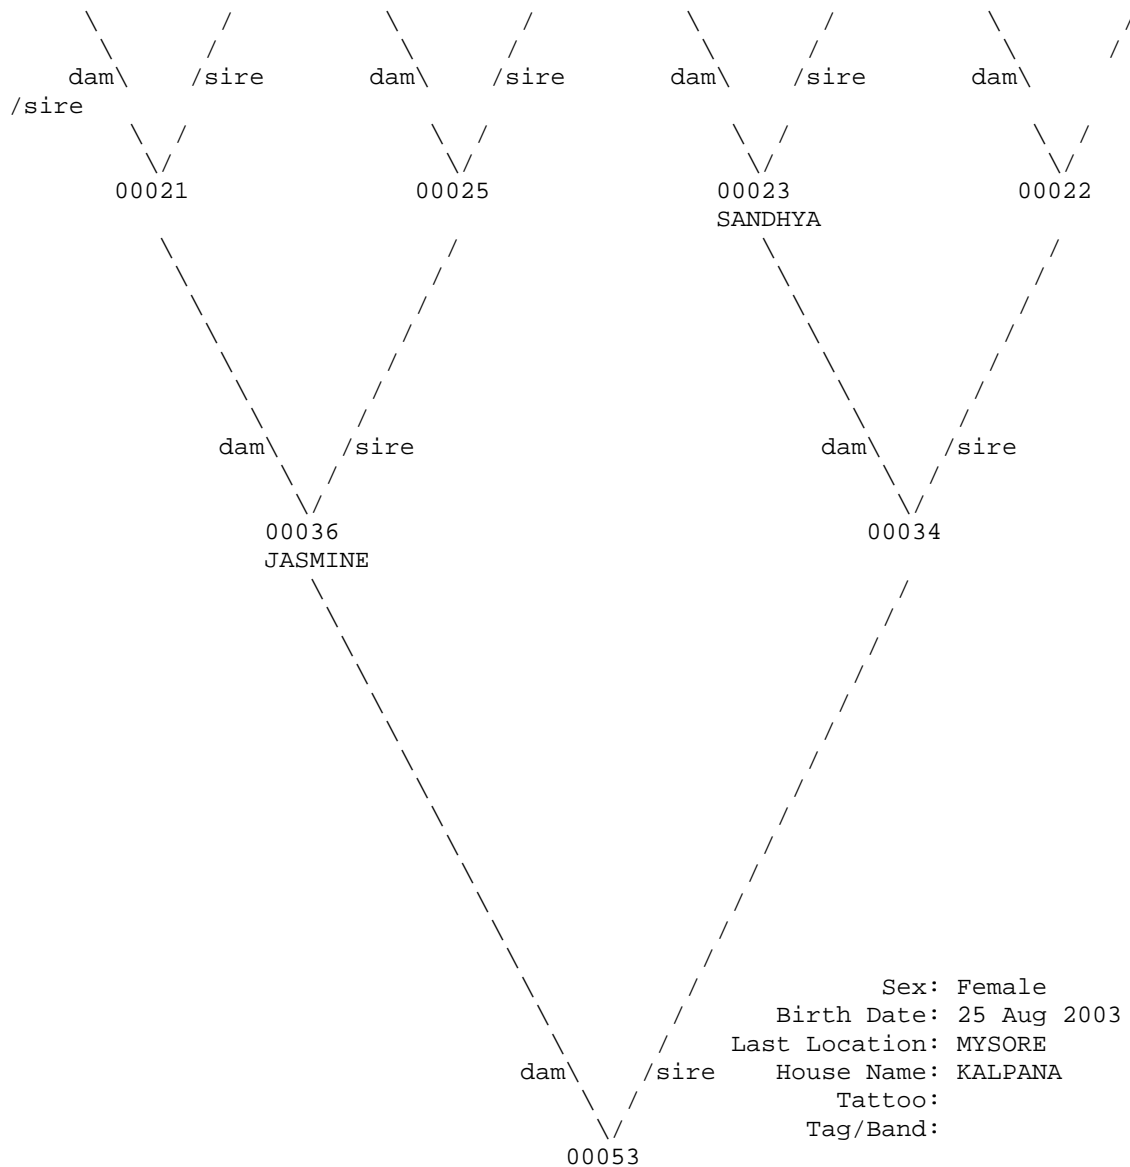 dam /sire dam /sire dam /sire dam
/sire
00021 00025 00023 00022
SANDHYA
dam /sire dam /sire
00036 00034
JASMINE
Sex: Female
Birth Date: 25 Aug 2003
Last Location: MYSORE
dam /sire House Name: KALPANA
Tattoo:
Tag/Band:
00053